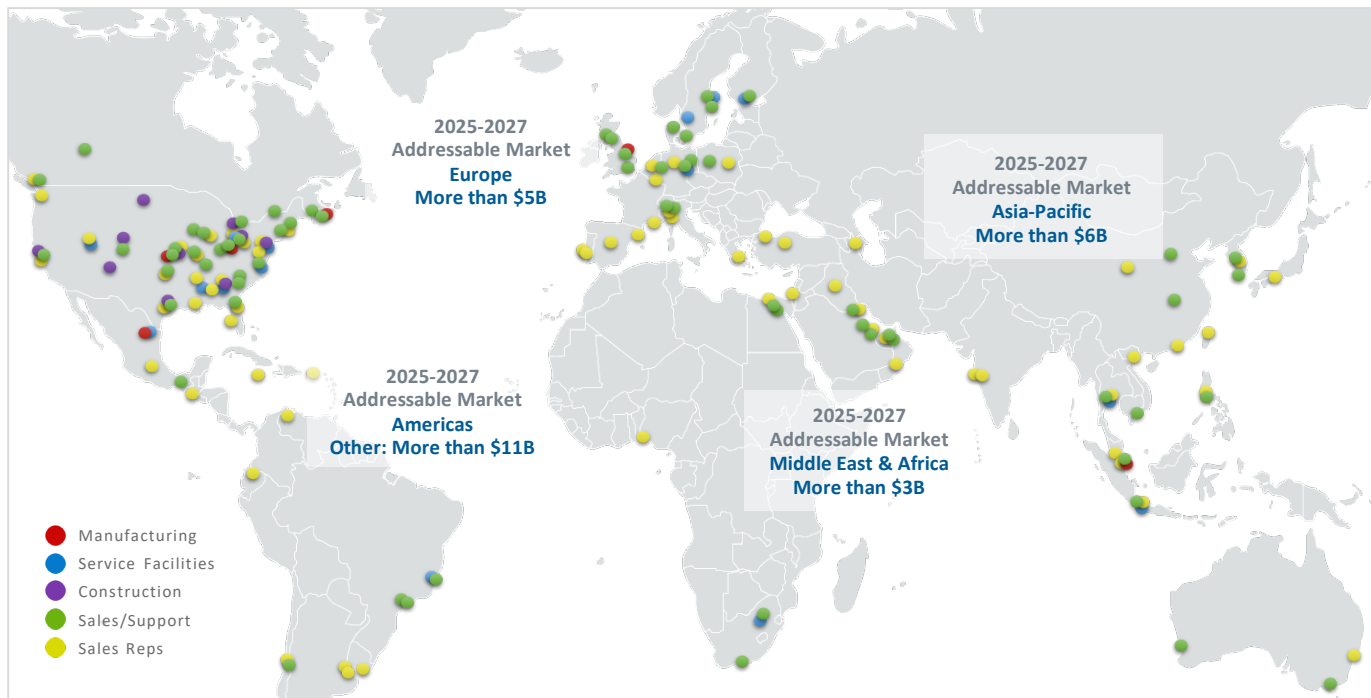 2025-2027
Addressable Market
Europe
More than $5B
2025-2027
Addressable Market
Asia-Pacific
More than $6B
2025-2027
Addressable Market
Americas
Other: More than $11B
2025-2027
Addressable Market
Middle East & Africa
More than $3B
Manufacturing
Service Facilities
Construction
Sales/Support
Sales Reps